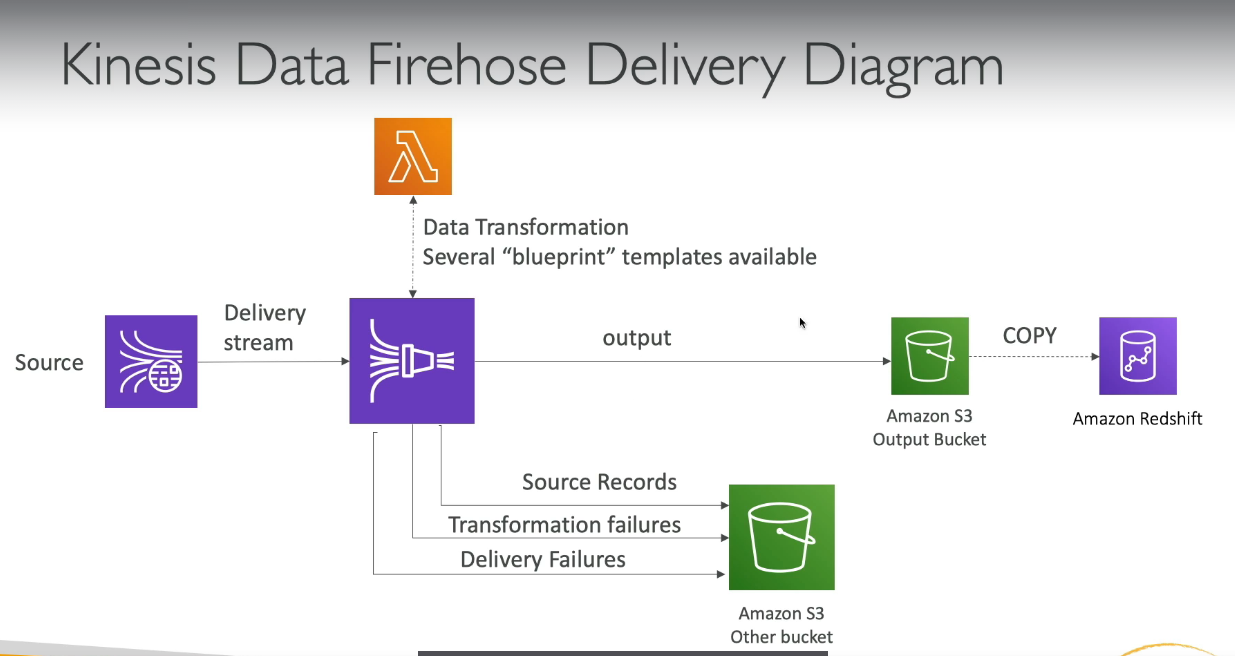 Kinesis Data Firehose Delivery Diagram
Data Transformation
Several “blueprint” templates available
Source
Delivery
stream
output
COPY
Amazon S3
Output Bucket
Amazon Redshift
Source Records
Transformation failures
Delivery Failures
Amazon S3
Other bucket